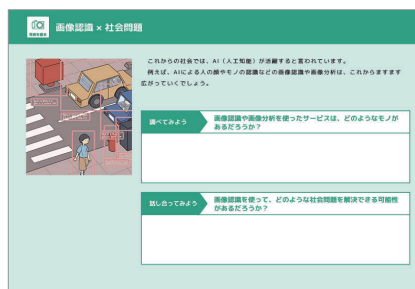 画像認識 × 社会問題
これからの社会では、AI（人工知能）が活躍すると言われています。
例えば、AIによる人の顔やモノの認識などの画像認識や画像分析は、これからますます
広がっていくでしょう。
調べてみよう
画像認識や画像分析を使ったサービスは、どのようなモノが
あるだろうか？
話し合ってみよう
画像認識を使って、どのような社会問題を解決できる可能性
があるだろうか？